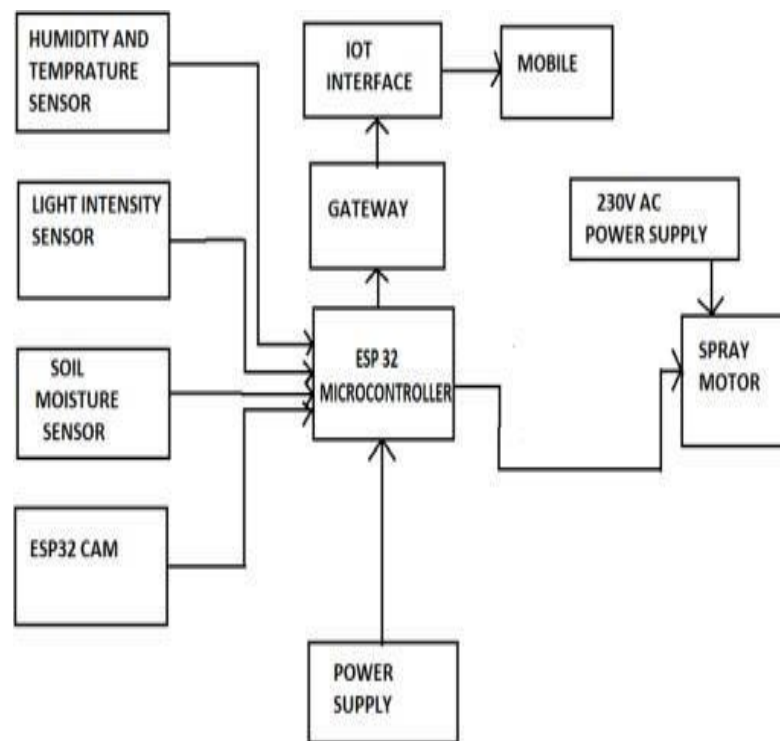 HUMIDITY AND
TEMPRATURE
SENSOR
IOT
INTERFACE
MOBILE
LIGHT INTENSITY
SENSOR
GATEWAY
230V AC
POWER SUPPLY
SOIL
MOISTURE
SENSOR
ESP 32
MICROCONTROLLER
SPRAY
MOTOR
ESP32 CAM
POWER
SUPPLY